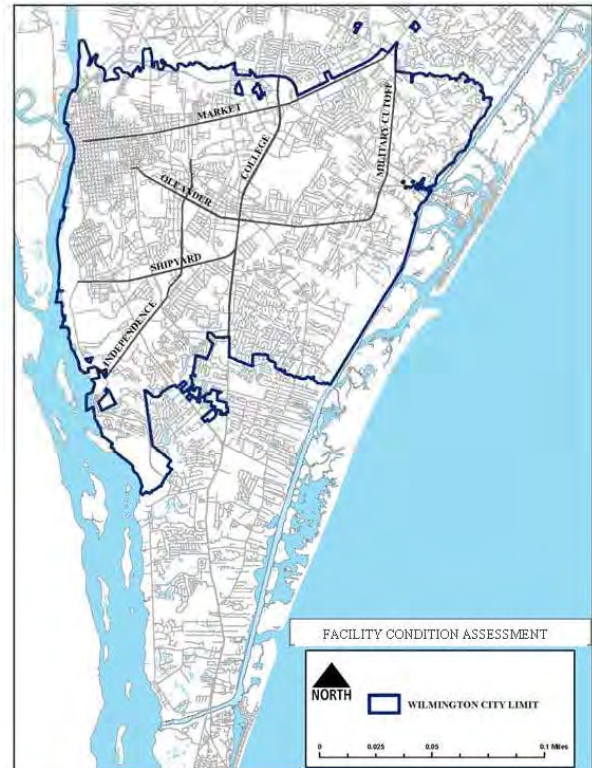 MARKET
COLLEGE
MILITARY CUTOFF
OLEANDER
SHIPYARD
INDEPENDENCE
FACILITY CONDITION ASSESSMENT
NORTH
WILMINGTON CITY LIMIT
0 0.025 0.05 0.1 Miles